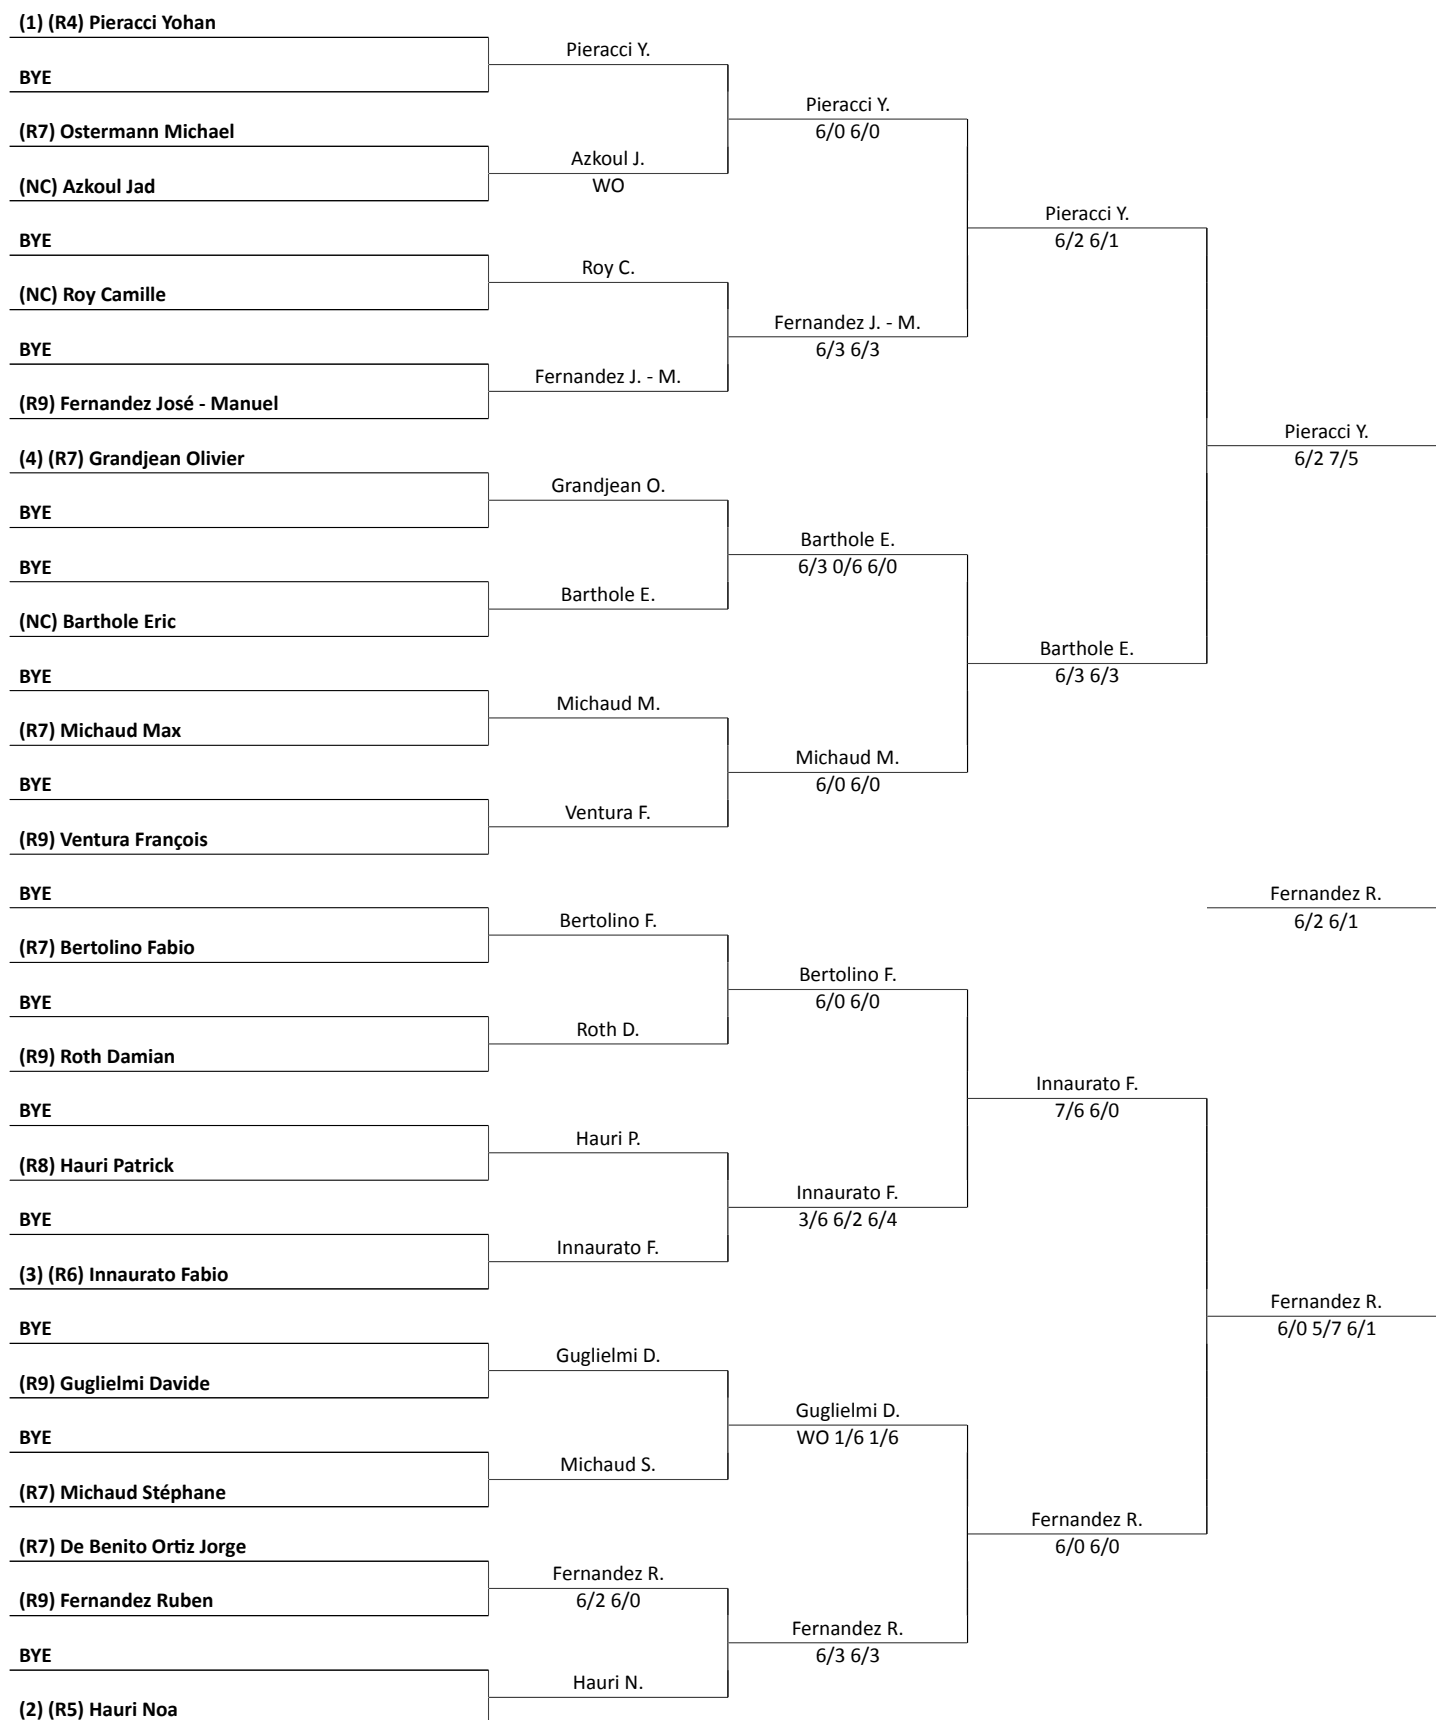 (1) (R4) Pieracci Yohan
BYE
(R7) Ostermann Michael
(NC) Azkoul Jad
BYE
(NC) Roy Camille
BYE
(R9) Fernandez José - Manuel
(4) (R7) Grandjean Olivier
BYE
BYE
(NC) Barthole Eric
BYE
(R7) Michaud Max
BYE
(R9) Ventura François
BYE
(R7) Bertolino Fabio
BYE
(R9) Roth Damian
BYE
(R8) Hauri Patrick
BYE
(3) (R6) Innaurato Fabio
BYE
(R9) Guglielmi Davide
BYE
(R7) Michaud Stéphane
(R7) De Benito Ortiz Jorge
(R9) Fernandez Ruben
BYE
(2) (R5) Hauri Noa
Pieracci Y.
Azkoul J.
WO
Roy C.
Fernandez J. - M.
Grandjean O.
Barthole E.
Michaud M.
Ventura F.
Bertolino F.
Roth D.
Hauri P.
Innaurato F.
Guglielmi D.
Michaud S.
Fernandez R.
6/2 6/0
Hauri N.
Pieracci Y.
6/0 6/0
Fernandez J. - M.
6/3 6/3
Barthole E.
6/3 0/6 6/0
Michaud M.
6/0 6/0
Bertolino F.
6/0 6/0
Innaurato F.
3/6 6/2 6/4
Guglielmi D.
WO 1/6 1/6
Fernandez R.
6/3 6/3
Pieracci Y.
6/2 6/1
Barthole E.
6/3 6/3
Innaurato F.
7/6 6/0
Fernandez R.
6/0 6/0
Pieracci Y.
6/2 7/5
Fernandez R.
6/2 6/1
Fernandez R.
6/0 5/7 6/1